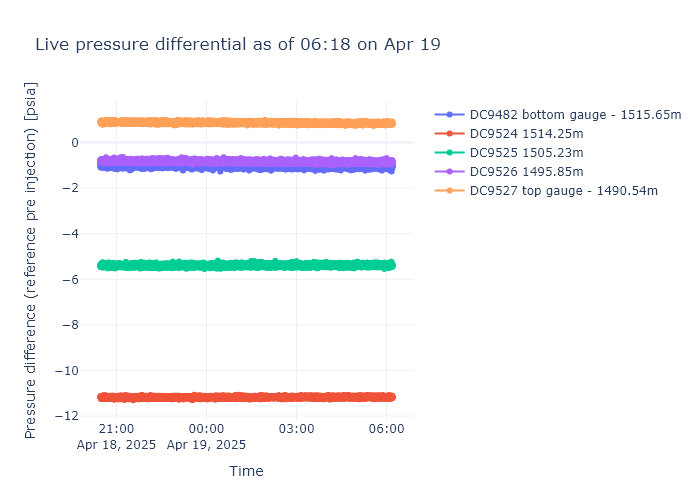 Live pressure differential as of 06:18 on Apr 19
Pressure difference (reference pre injection) [psia]
0
−2
−4
−6
−8
−10
−12
21:00
Apr 18, 2025
00:00
Apr 19, 2025
03:00
06:00
Time
DC9482 bottom gauge - 1515.65m
DC9524 1514.25m
DC9525 1505.23m
DC9526 1495.85m
DC9527 top gauge - 1490.54m